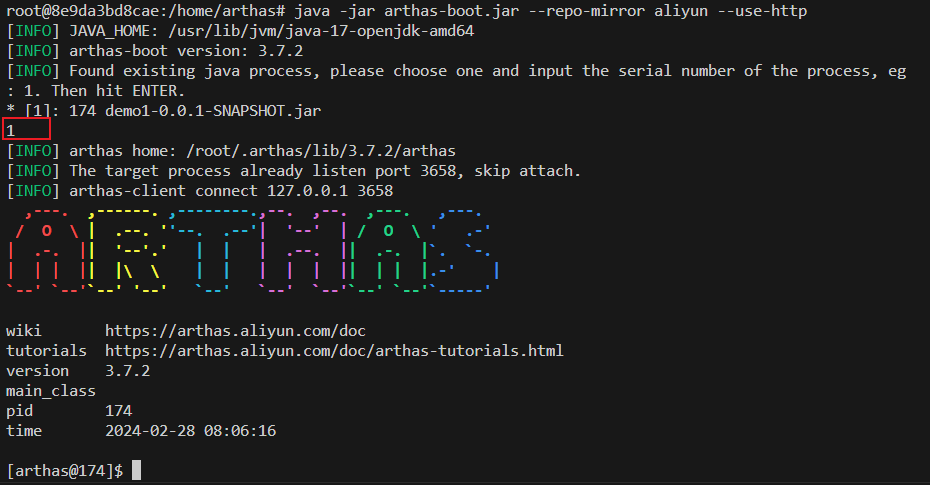 root@8e9da3bd8cae:/home/arthas# java -jar arthas-boot.jar --repo-mirror aliyun --use-http
[INFO] JAVA_HOME: /usr/lib/jvm/java-17-openjdk-amd64
[INFO] arthas-boot version: 3.7.2
[INFO] Found existing java process, please choose one and input the serial number of the process, eg
: 1. Then hit ENTER.
* [1]: 174 demo1-0.0.1-SNAPSHOT.jar
1
[INFO] arthas home: /root/.arthas/lib/3.7.2/arthas
[INFO] The target process already listen port 3658, skip attach.
[INFO] arthas-client connect 127.0.0.1 3658
ARTHAS
wiki       https://arthas.aliyun.com/doc
tutorials  https://arthas.aliyun.com/doc/arthas-tutorials.html
version    3.7.2
main_class
pid        174
time       2024-02-28 08:06:16
[arthas@174]$